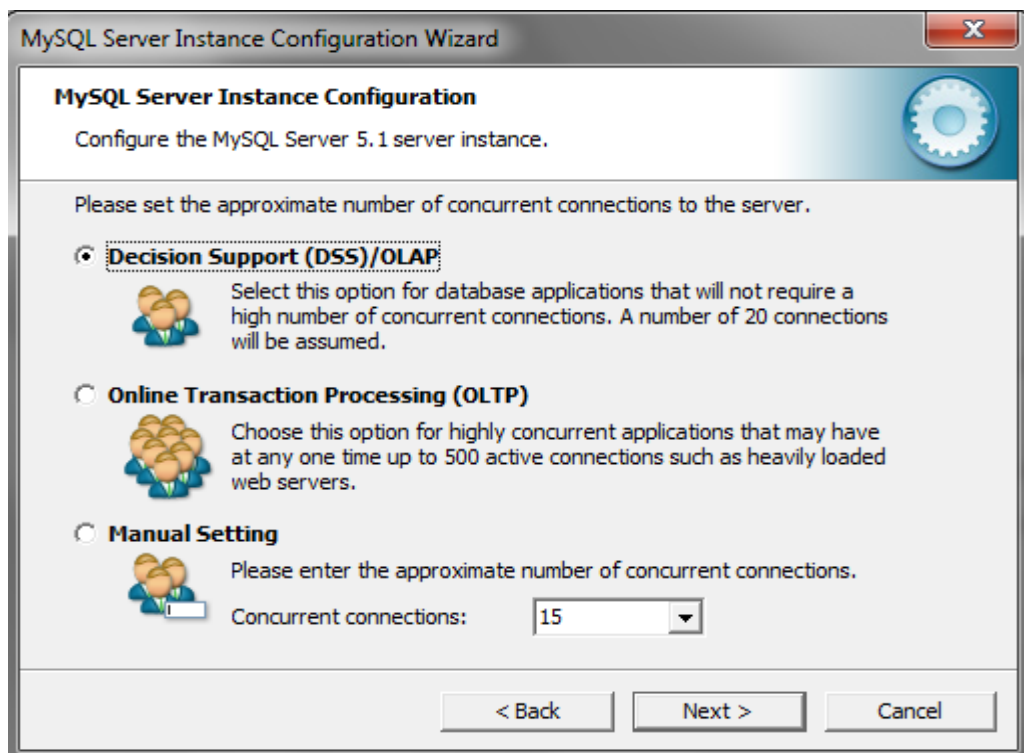 MySQL Server Instance Configuration Wizard
MySQL Server Instance Configuration
Configure the MySQL Server 5.1 server instance.
Please set the approximate number of concurrent connections to the server.
Decision Support (DSS)/OLAP
Select this option for database applications that will not require a
high number of concurrent connections. A number of 20 connections
will be assumed.
Online Transaction Processing (OLTP)
Choose this option for highly concurrent applications that may have
at any one time up to 500 active connections such as heavily loaded
web servers.
Manual Setting
Please enter the approximate number of concurrent connections.
Concurrent connections: 15
< Back Next > Cancel